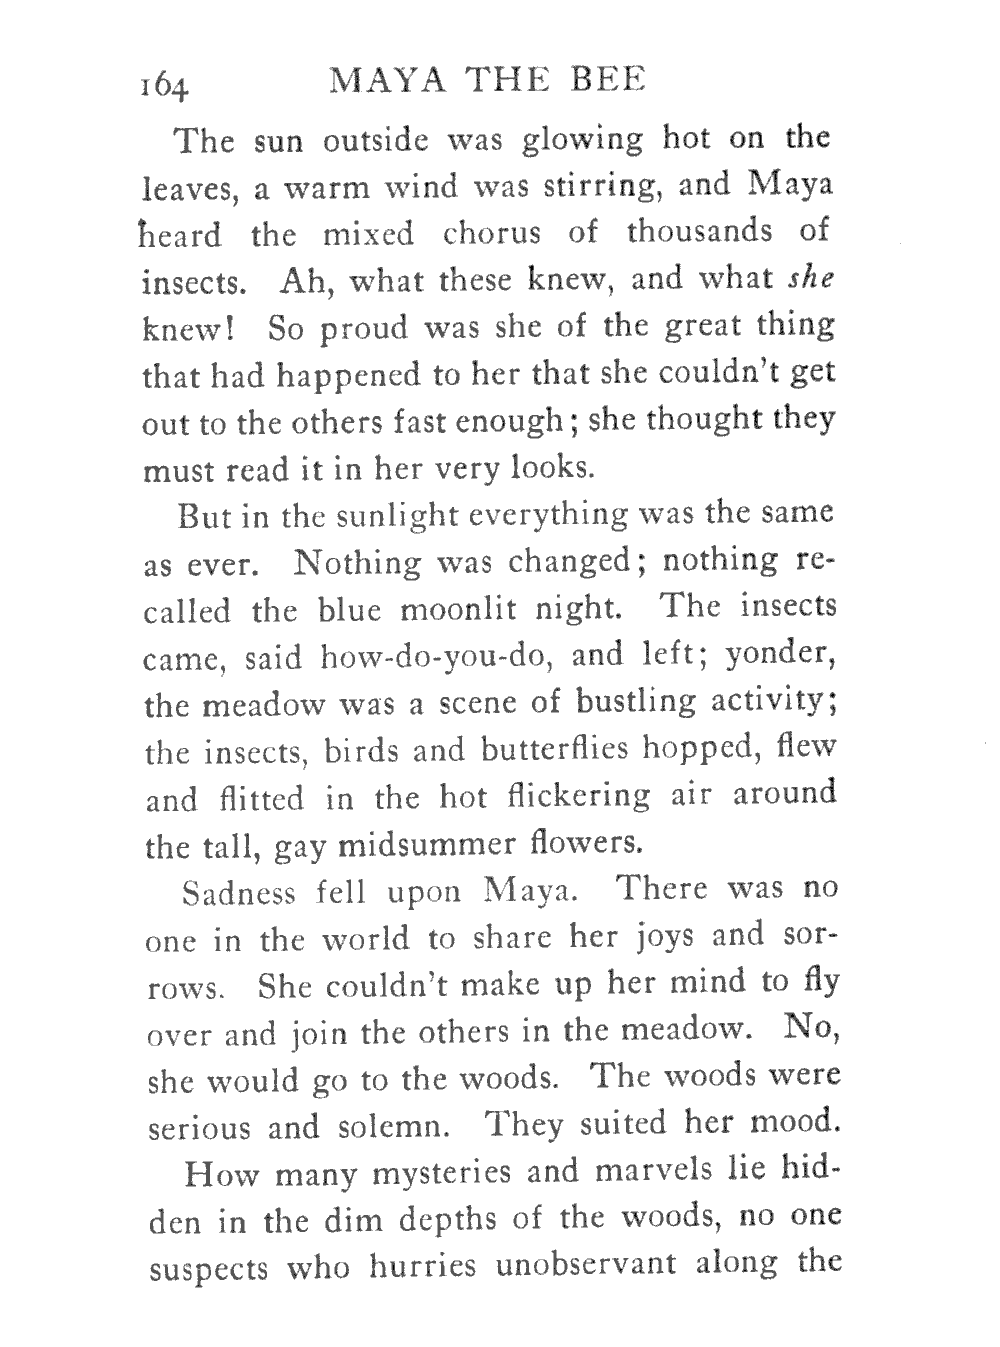 164 MAYA THE BEE
The sun outside was glowing hot on the
leaves, a warm wind was stirring, and Maya
heard the mixed chorus of thousands of
insects. Ah, what these knew, and what she
knew! So proud was she of the great thing
that had happened to her that she couldn't get
out to the others fast enough; she thought they
must read it in her very looks.
But in the sunlight everything was the same
as ever. Nothing was changed; nothing re-
called the blue moonlit night. The insects
came, said how-do-you-do, and left; yonder,
the meadow was a scene of bustling activity;
the insects, birds and butterflies hopped, flew
and flitted in the hot flickering air around
the tall, gay midsummer flowers.
Sadness fell upon Maya. There was no
one in the world to share her joys and sor-
rows. She couldn't make up her mind to fly
over and join the others in the meadow. No,
she would go to the woods. The woods were
serious and solemn. They suited her mood.
How many mysteries and marvels lie hid-
den in the dim depths of the woods, no one
suspects who hurries unobservant along the